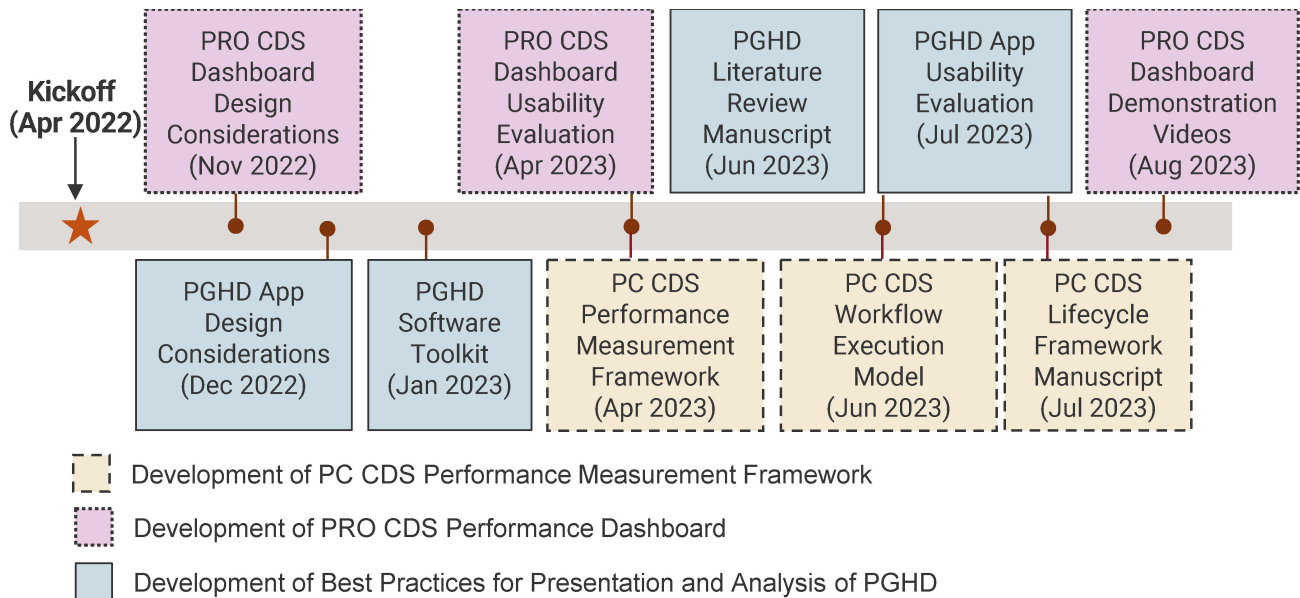 Kickoff
(Apr 2022)
PRO CDS
Dashboard
Design
Considerations
(Nov 2022)
PRO CDS
Dashboard
Usability
Evaluation
(Apr 2023)
PGHD
Literature
Review
Manuscript
(Jun 2023)
PGHD App
Usability
Evaluation
(Jul 2023)
PRO CDS
Dashboard
Demonstration
Videos
(Aug 2023)
PGHD App
Design
Considerations
(Dec 2022)
PGHD
Software
Toolkit
(Jan 2023)
PC CDS
Performance
Measurement
Framework
(Apr 2023)
PC CDS
Workflow
Execution
Model
(Jun 2023)
PC CDS
Lifecycle
Framework
Manuscript
(Jul 2023)
Development of PC CDS Performance Measurement Framework
Development of PRO CDS Performance Dashboard
Development of Best Practices for Presentation and Analysis of PGHD